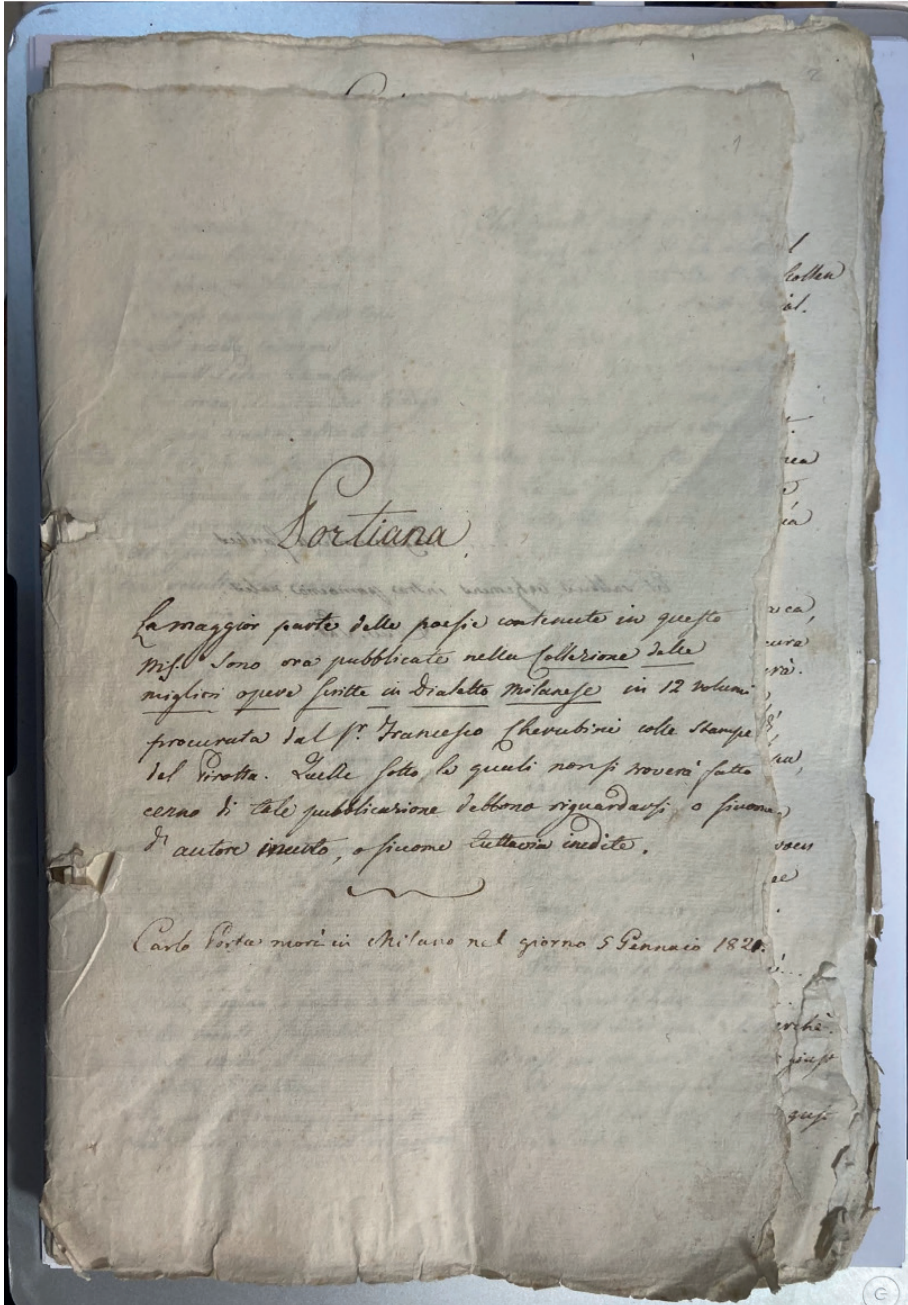 2
1
Portiana
La maggior parte delle poesie contenute in questo
Ms. sono ora pubblicate nella Collezione delle
migliori opere scritte in Dialetto Milanese in 12 volumi
procurata dal Sr. Francesco Cherubini colle stampe
del Pirotta. Quelle sotto le quali non si troverà fatto
cenno di tale pubblicazione debbono riguardarsi, o siccome
d'autore incerto, o siccome tuttavia inedite.
Carlo Porta morì in Milano nel giorno 5 Gennaio 1821.